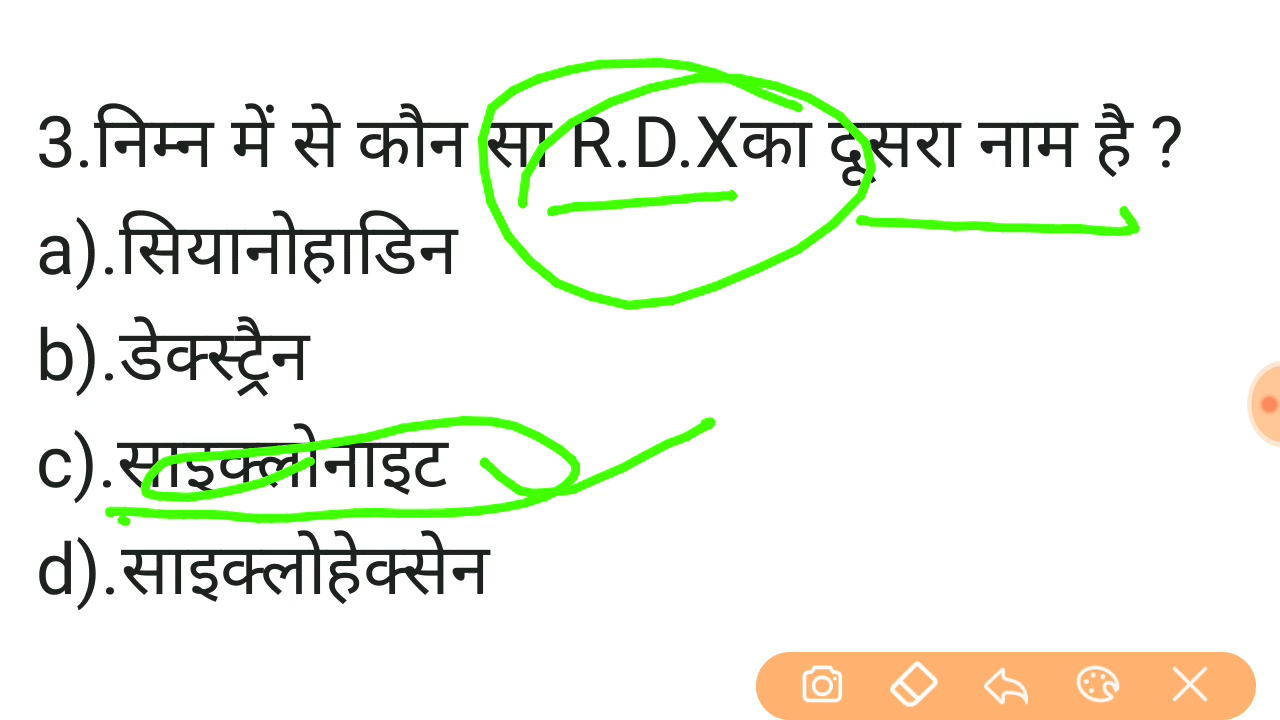 3.निम्न में से कौन सा R.D.Xका दूसरा नाम है ?
a).सियानोहाडिन
b).डेक्स्ट्रैन
c).साइक्लोनाइट
d).साइक्लोहेक्सेन